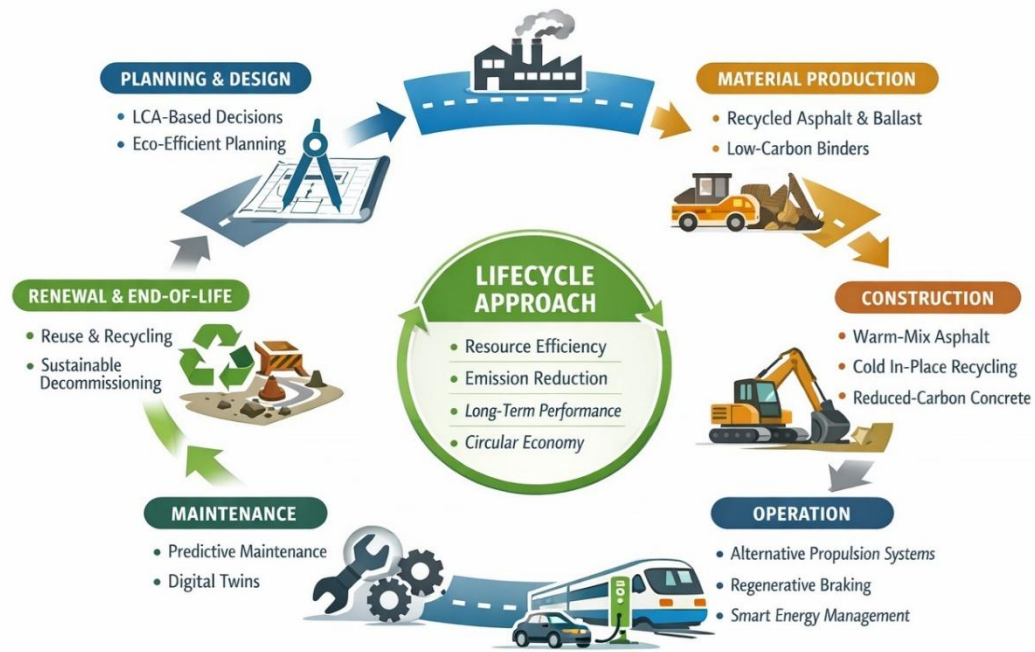 PLANNING & DESIGN
• LCA-Based Decisions
• Eco-Efficient Planning
MATERIAL PRODUCTION
• Recycled Asphalt & Ballast
• Low-Carbon Binders
CONSTRUCTION
• Warm-Mix Asphalt
• Cold In-Place Recycling
• Reduced-Carbon Concrete
OPERATION
• Alternative Propulsion Systems
• Regenerative Braking
• Smart Energy Management
MAINTENANCE
• Predictive Maintenance
• Digital Twins
RENEWAL & END-OF-LIFE
• Reuse & Recycling
• Sustainable
Decommissioning
LIFECYCLE
APPROACH
• Resource Efficiency
• Emission Reduction
• Long-Term Performance
• Circular Economy